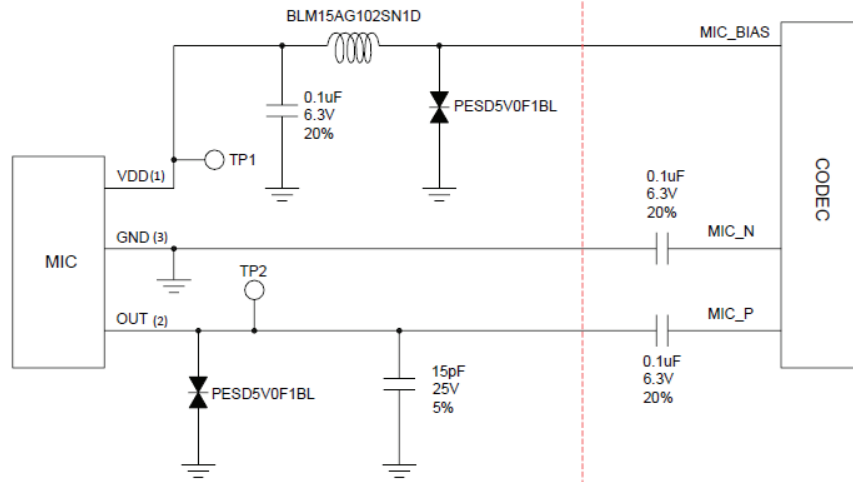 BLM15AG102SN1D
MIC_BIAS
0.1uF
6.3V
20%
PESD5V0F1BL
TP1
VDD(1)
0.1uF
6.3V
20%
CODEC
GND (3)
MIC_N
MIC
TP2
OUT (2)
MIC_P
15pF
25V
5%
PESD5V0F1BL
0.1uF
6.3V
20%